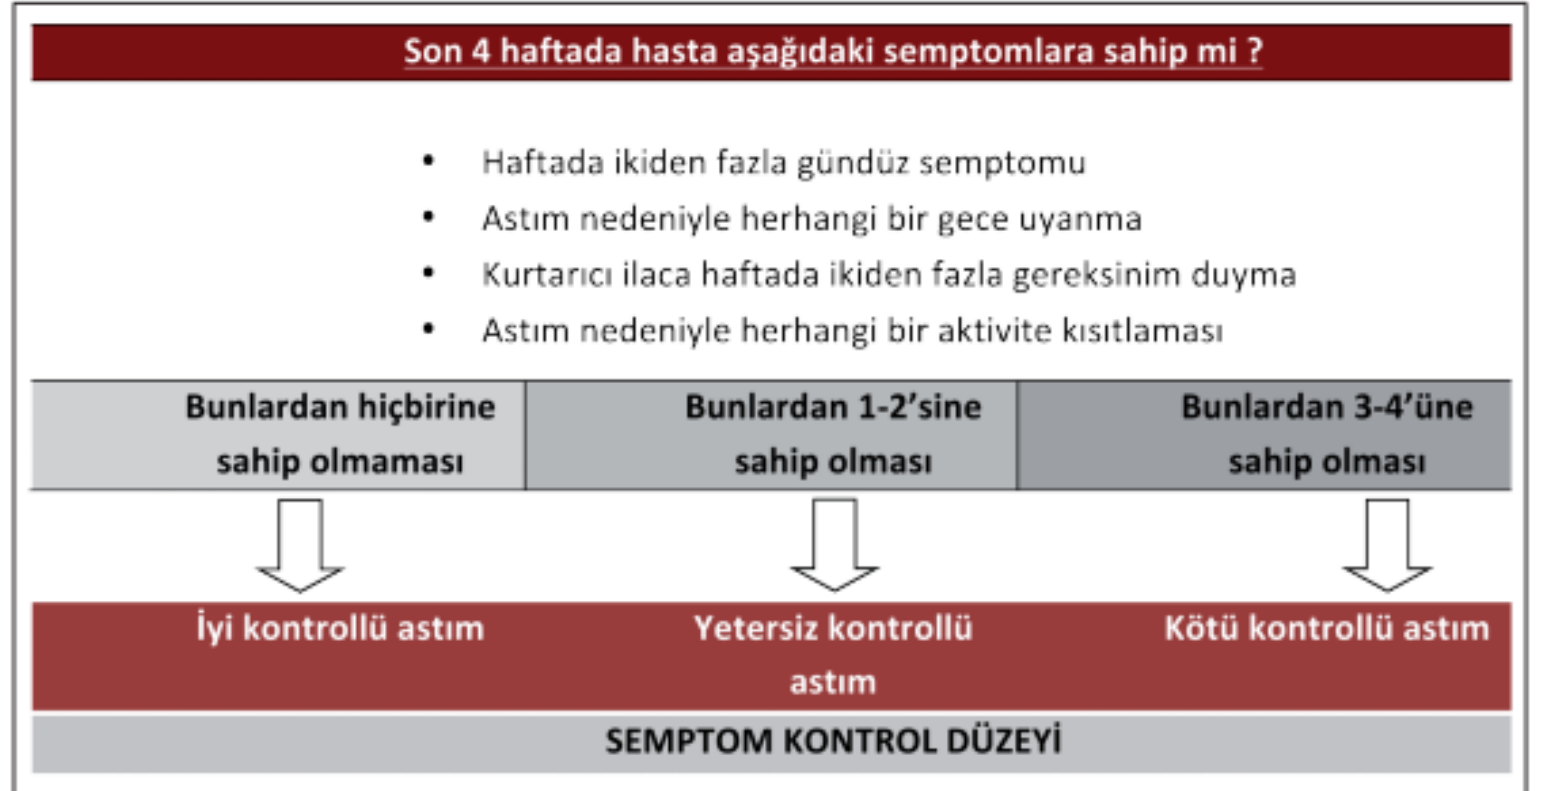 Son 4 haftada hasta aşağıdaki semptomlara sahip mi ?
• Haftada ikiden fazla gündüz semptomu
• Astım nedeniyle herhangi bir gece uyanma
• Kurtarıcı ilaca haftada ikiden fazla gereksinim duyma
• Astım nedeniyle herhangi bir aktivite kısıtlaması
Bunlardan hiçbirine
sahip olmaması
Bunlardan 1-2’sine
sahip olması
Bunlardan 3-4’üne
sahip olması
İyi kontrollü astım
Yetersiz kontrollü
astım
Kötü kontrollü astım
SEMPTOM KONTROL DÜZEYİ